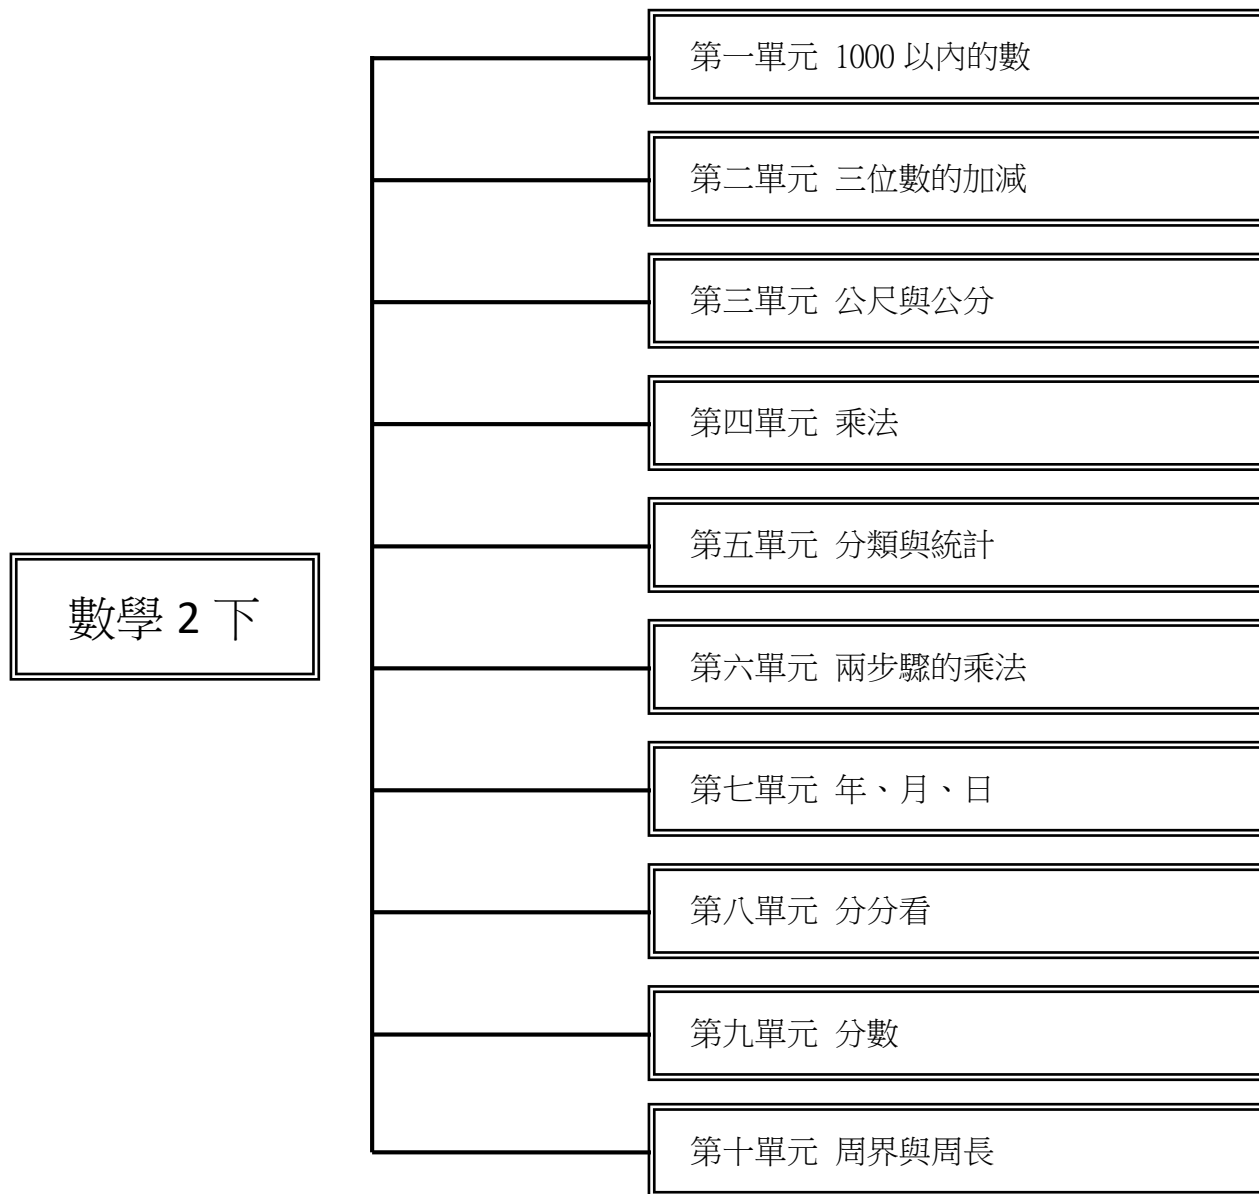 第一單元 1000 以內的數
第二單元 三位數的加減
第三單元 公尺與公分
第四單元 乘法
第五單元 分類與統計
數學 2 下
第六單元 兩步驟的乘法
第七單元 年、月、日
第八單元 分分看
第九單元 分數
第十單元 周界與周長